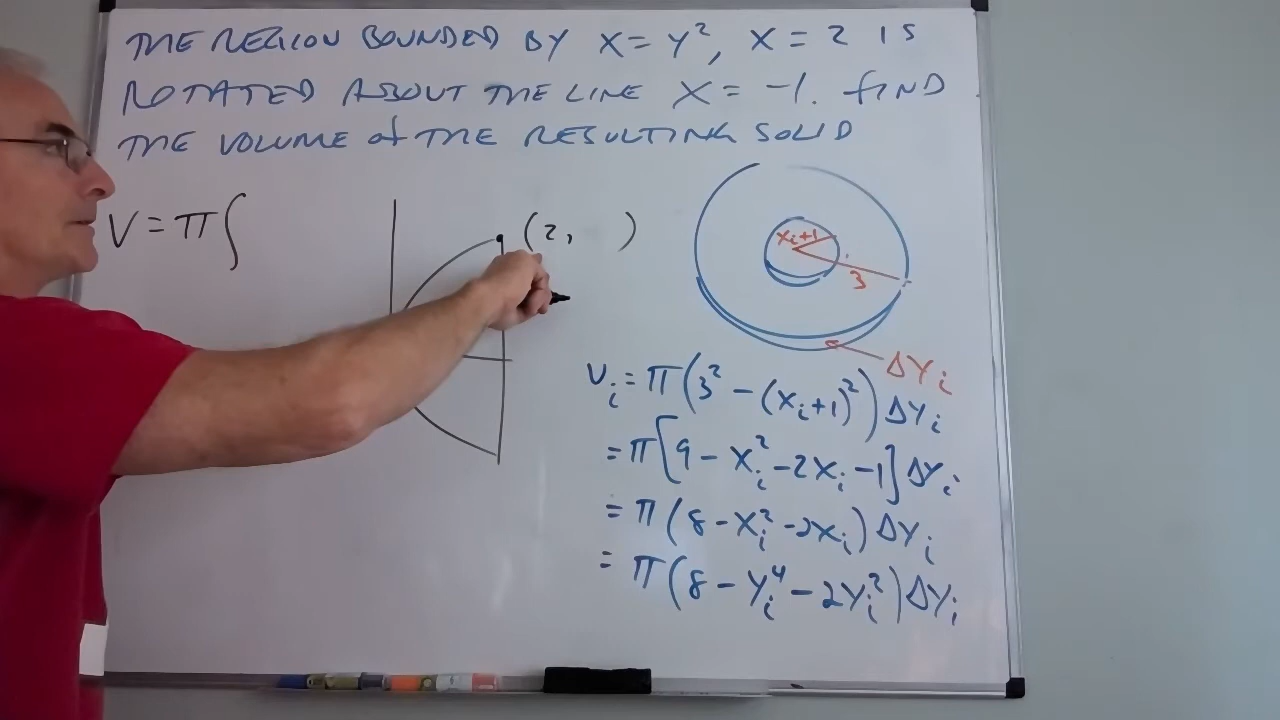 THE REGION BOUNDED BY X = Y², X = 2 IS
ROTATED ABOUT THE LINE X = -1. FIND
THE VOLUME of THE RESULTING SOLID
V = π∫
(2, )
Xᵢ+1
3
ΔYᵢ
Vᵢ = π(3² - (Xᵢ+1)²)ΔYᵢ
= π[9 - Xᵢ² - 2Xᵢ - 1]ΔYᵢ
= π(8 - Xᵢ² - 2Xᵢ)ΔYᵢ
= π(8 - Yᵢ⁴ - 2Yᵢ²)ΔYᵢ